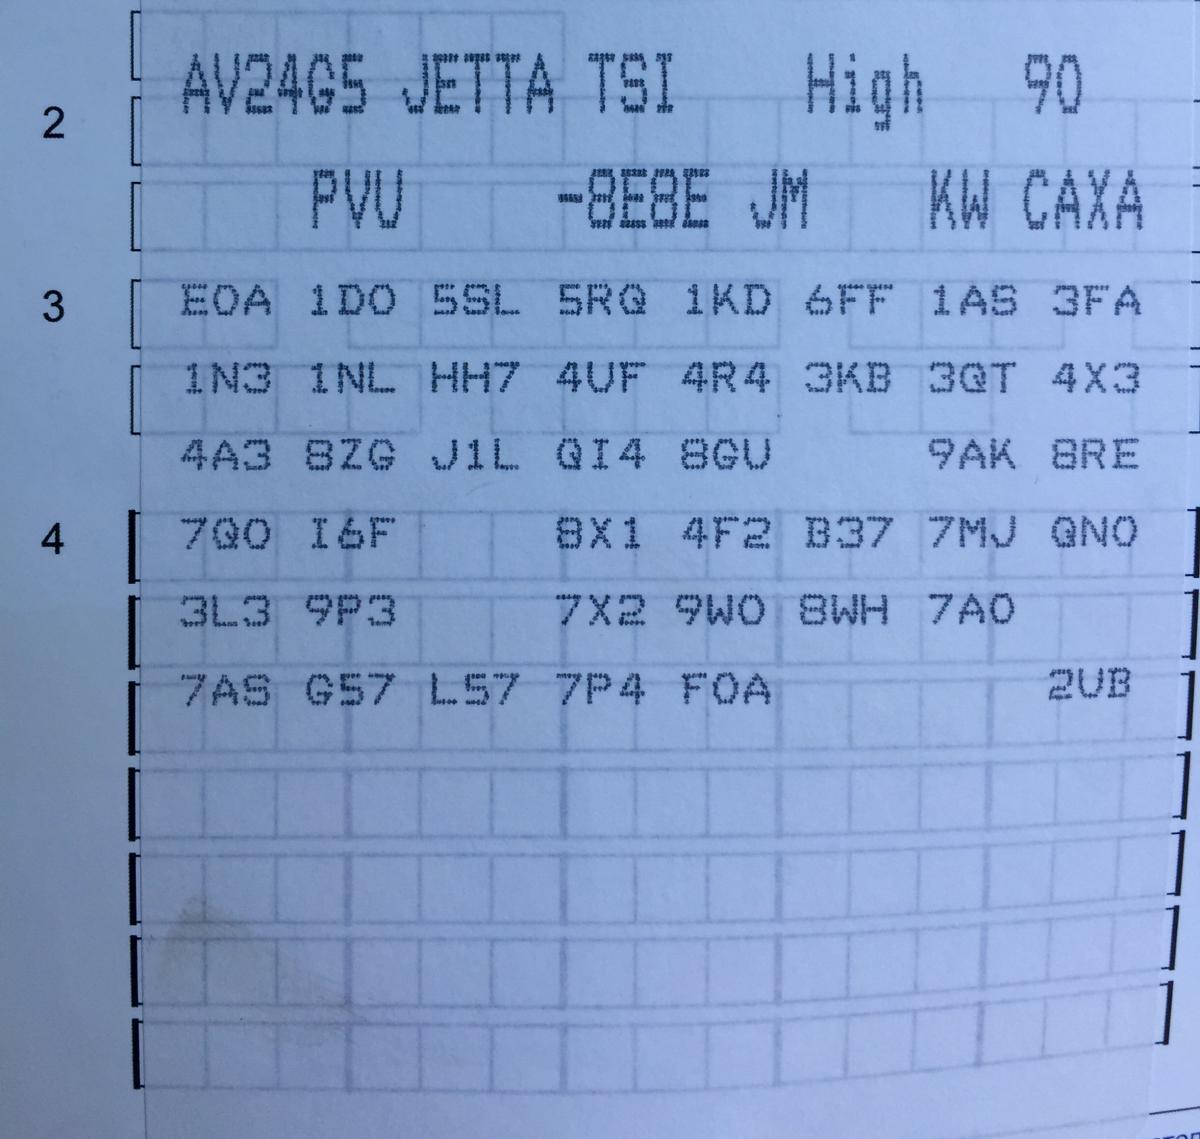 AV24G5 JETTA TSI High 90
2
PVU -8E8E JM KW CAXA
3 E0A 1D0 5SL 5RQ 1KD 6FF 1AS 3FA
1N3 1NL HH7 4UF 4R4 3KB 3QT 4X3
4A3 8ZG J1L QI4 8GU 9AK 8RE
4 7Q0 I6F 8X1 4F2 B37 7MJ QN0
3L3 9P3 7X2 9W0 8WH 7A0
7AS G57 L57 7P4 F0A 2UB